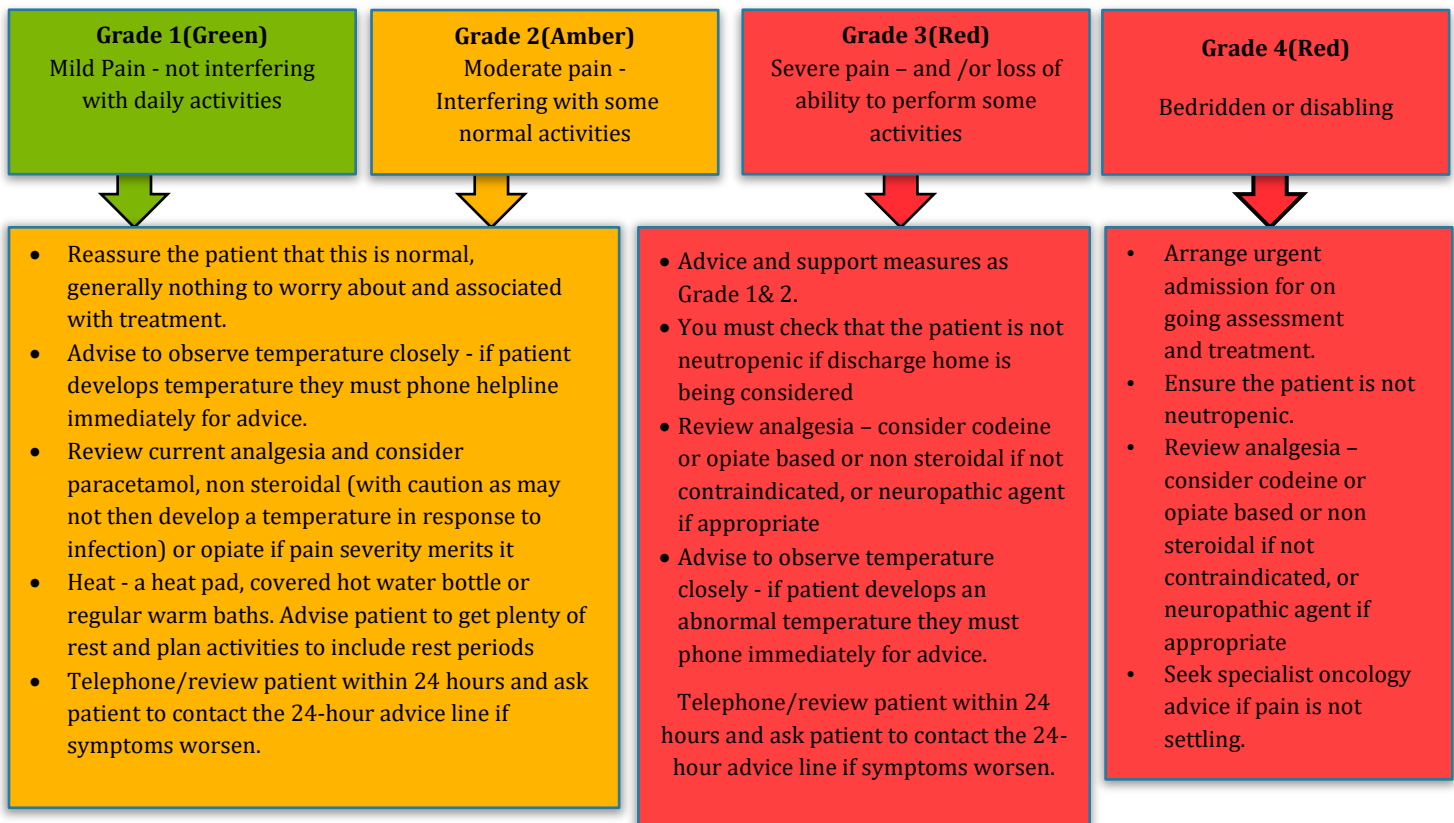 Grade 1(Green)
Mild Pain - not interfering
with daily activities
Grade 2(Amber)
Moderate pain -
Interfering with some
normal activities
Grade 3(Red)
Severe pain – and /or loss of
ability to perform some
activities
Grade 4(Red)
Bedridden or disabling
• Reassure the patient that this is normal,
generally nothing to worry about and associated
with treatment.
• Advise to observe temperature closely - if patient
develops temperature they must phone helpline
immediately for advice.
• Review current analgesia and consider
paracetamol, non steroidal (with caution as may
not then develop a temperature in response to
infection) or opiate if pain severity merits it
• Heat - a heat pad, covered hot water bottle or
regular warm baths. Advise patient to get plenty of
rest and plan activities to include rest periods
• Telephone/review patient within 24 hours and ask
patient to contact the 24-hour advice line if
symptoms worsen.
• Advice and support measures as
Grade 1& 2.
• You must check that the patient is not
neutropenic if discharge home is
being considered
• Review analgesia – consider codeine
or opiate based or non steroidal if not
contraindicated, or neuropathic agent
if appropriate
• Advise to observe temperature
closely - if patient develops an
abnormal temperature they must
phone immediately for advice.
Telephone/review patient within 24
hours and ask patient to contact the 24-
hour advice line if symptoms worsen.
• Arrange urgent
admission for on
going assessment
and treatment.
• Ensure the patient is not
neutropenic.
• Review analgesia –
consider codeine or
opiate based or non
steroidal if not
contraindicated, or
neuropathic agent if
appropriate
• Seek specialist oncology
advice if pain is not
settling.